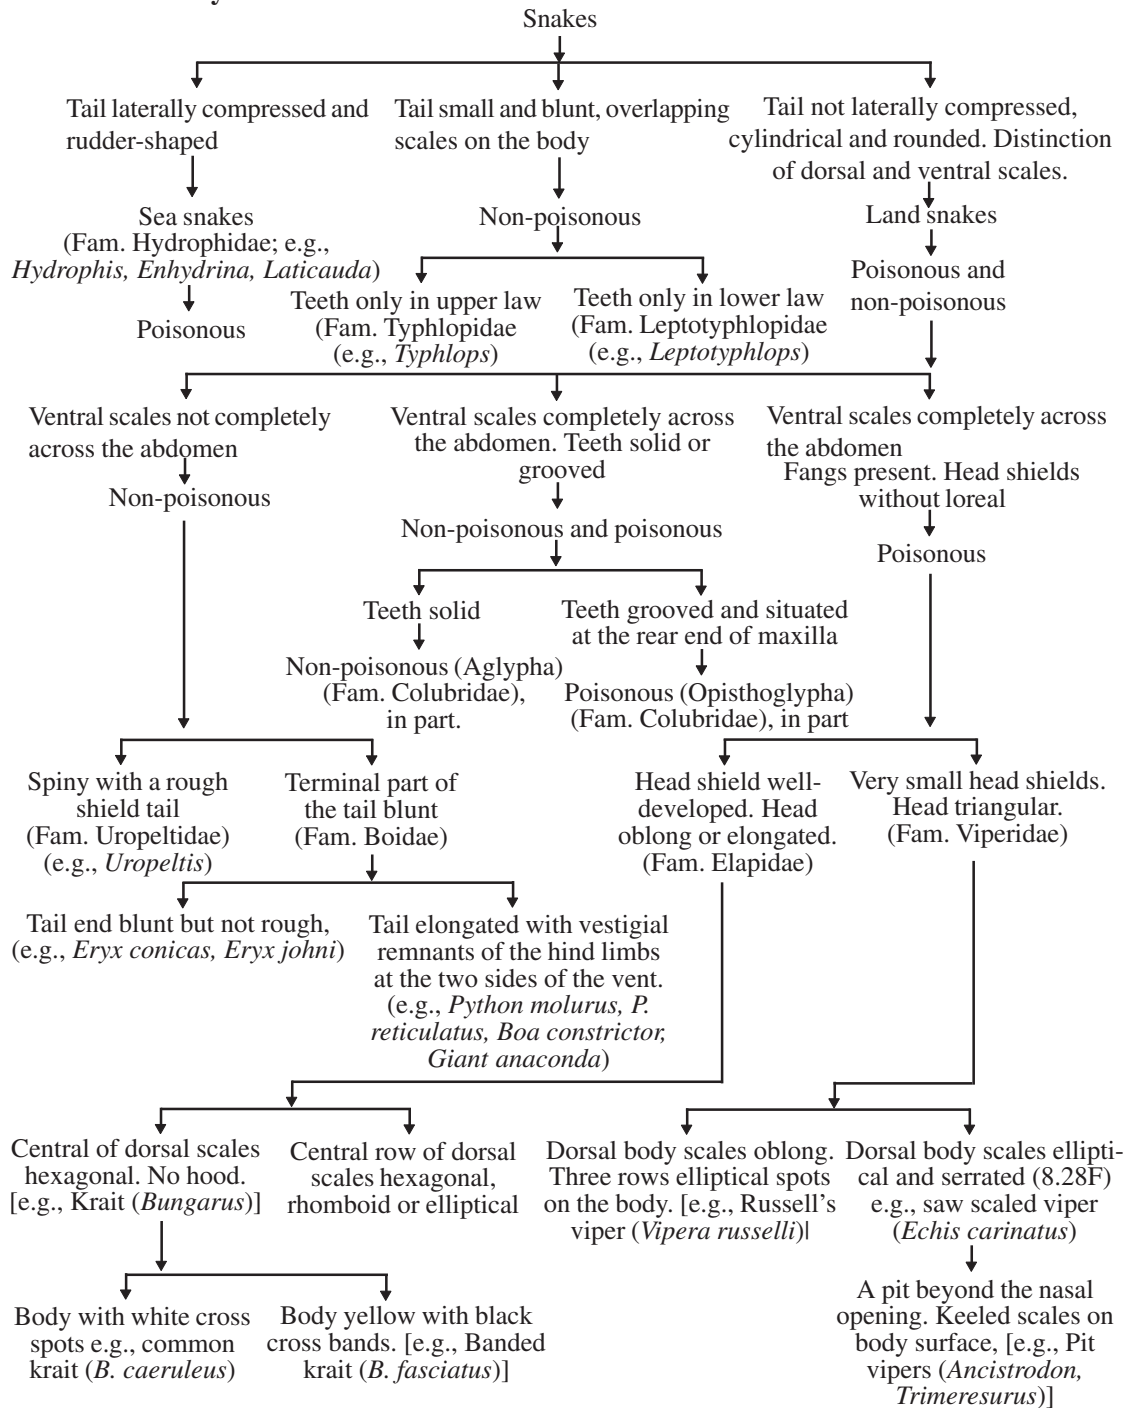 Snakes
Tail laterally compressed and
rudder-shaped
Tail small and blunt, overlapping
scales on the body
Tail not laterally compressed,
cylindrical and rounded. Distinction
of dorsal and ventral scales.
Sea snakes
(Fam. Hydrophidae; e.g.,
Hydrophis, Enhydrina, Laticauda)
Poisonous
Non-poisonous
Teeth only in upper law
(Fam. Typhlopidae
(e.g., Typhlops)
Teeth only in lower law
(Fam. Leptotyphlopidae
(e.g., Leptotyphlops)
Land snakes
Poisonous and
non-poisonous
Ventral scales not completely
across the abdomen
Non-poisonous
Ventral scales completely across
the abdomen. Teeth solid or
grooved
Non-poisonous and poisonous
Ventral scales completely across
the abdomen
Fangs present. Head shields
without loreal
Poisonous
Teeth solid
Non-poisonous (Aglypha)
(Fam. Colubridae),
in part.
Teeth grooved and situated
at the rear end of maxilla
Poisonous (Opisthoglypha)
(Fam. Colubridae), in part
Spiny with a rough
shield tail
(Fam. Uropeltidae)
(e.g., Uropeltis)
Terminal part of
the tail blunt
(Fam. Boidae)
Head shield well-
developed. Head
oblong or elongated.
(Fam. Elapidae)
Very small head shields.
Head triangular.
(Fam. Viperidae)
Tail end blunt but not rough,
(e.g., Eryx conicas, Eryx johni)
Tail elongated with vestigial
remnants of the hind limbs
at the two sides of the vent.
(e.g., Python molurus, P.
reticulatus, Boa constrictor,
Giant anaconda)
Central of dorsal scales
hexagonal. No hood.
[e.g., Krait (Bungarus)]
Central row of dorsal
scales hexagonal,
rhomboid or elliptical
Dorsal body scales oblong.
Three rows elliptical spots
on the body. [e.g., Russell's
viper (Vipera russelli)|
Dorsal body scales ellipti-
cal and serrated (8.28F)
e.g., saw scaled viper
(Echis carinatus)
Body with white cross
spots e.g., common
krait (B. caeruleus)
Body yellow with black
cross bands. [e.g., Banded
krait (B. fasciatus)]
A pit beyond the nasal
opening. Keeled scales on
body surface, [e.g., Pit
vipers (Ancistrodon,
Trimeresurus)]